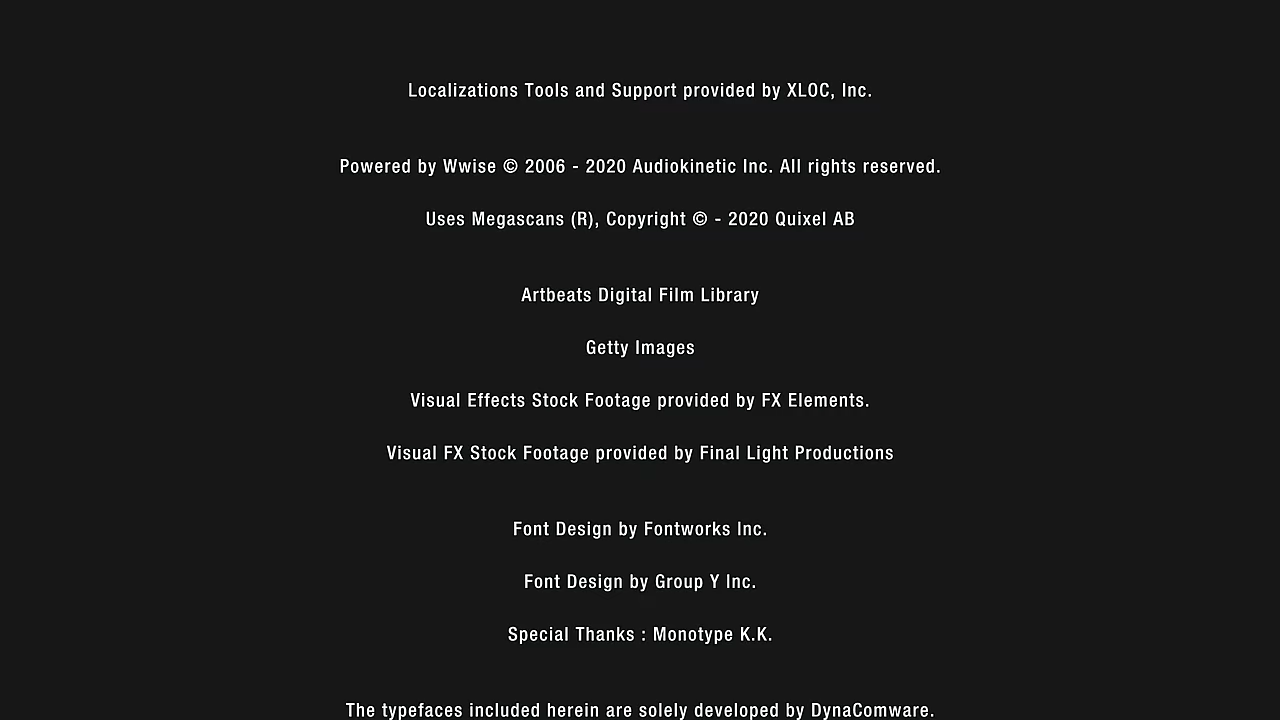 Localizations Tools and Support provided by XLOC, Inc.
Powered by Wwise © 2006 - 2020 Audiokinetic Inc. All rights reserved.
Uses Megascans (R), Copyright © - 2020 Quixel AB
Artbeats Digital Film Library
Getty Images
Visual Effects Stock Footage provided by FX Elements.
Visual FX Stock Footage provided by Final Light Productions
Font Design by Fontworks Inc.
Font Design by Group Y Inc.
Special Thanks : Monotype K.K.
The typefaces included herein are solely developed by DynaComware.